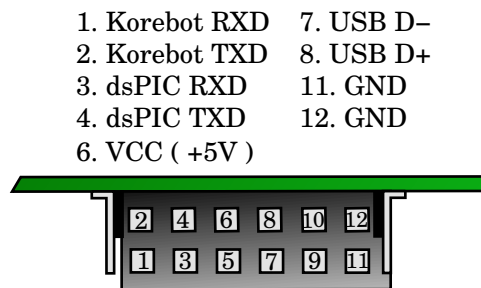 1. Korebot RXD 7. USB D–
2. Korebot TXD 8. USB D+
3. dsPIC RXD 11. GND
4. dsPIC TXD 12. GND
6. VCC ( +5V )
2 4 6 8 10 12
1 3 5 7 9 11